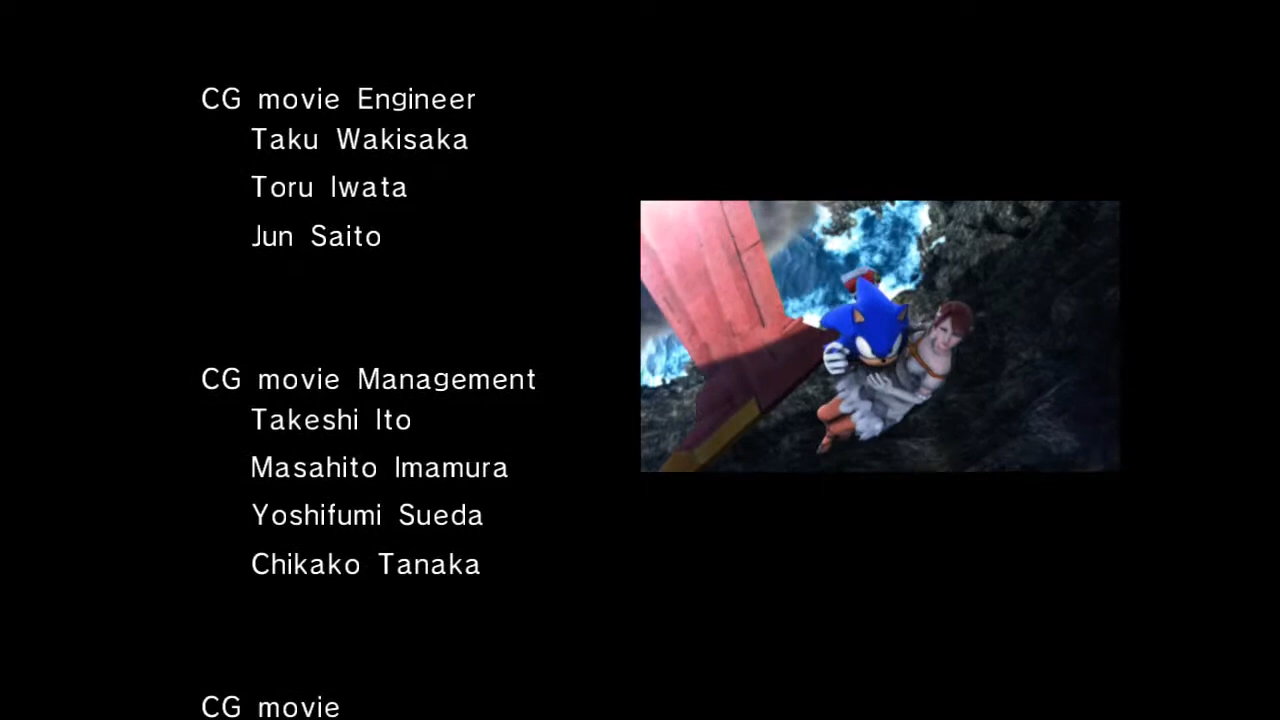 CG movie Engineer
Taku Wakisaka
Toru Iwata
Jun Saito
CG movie Management
Takeshi Ito
Masahito Imamura
Yoshifumi Sueda
Chikako Tanaka
CG movie